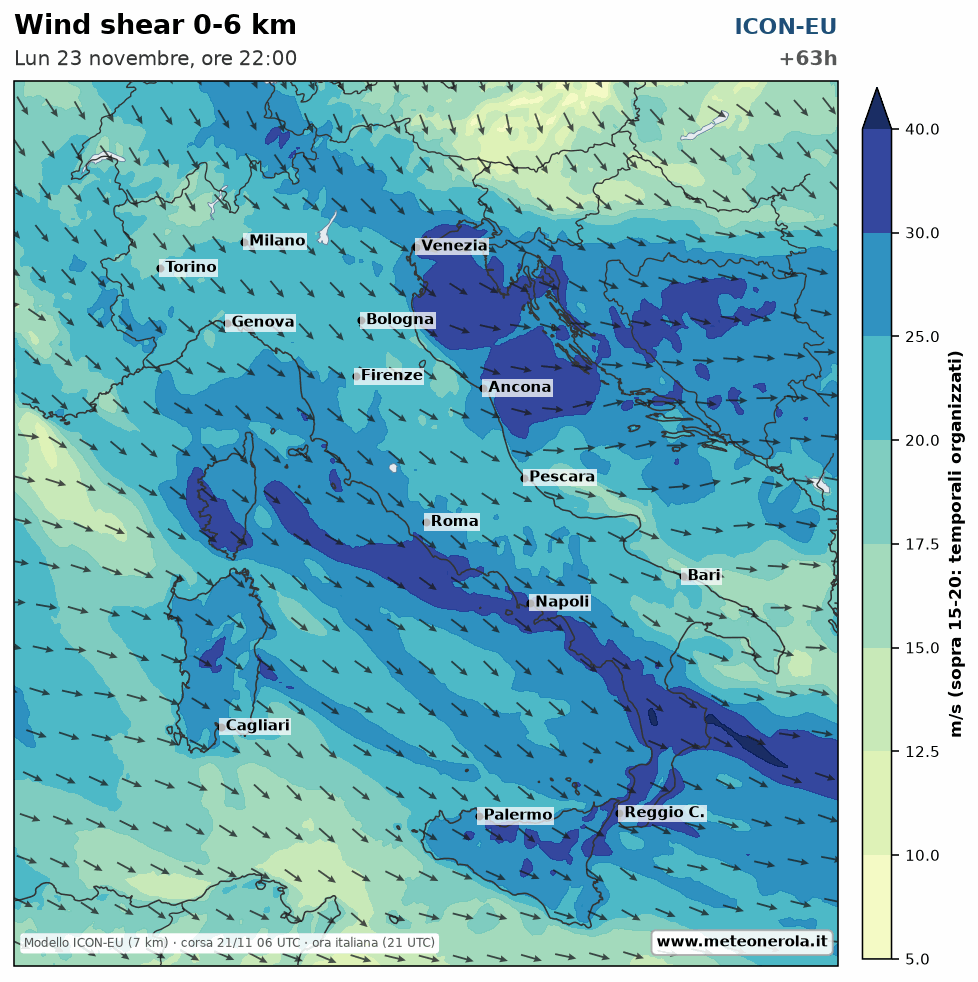 Wind shear 0-6 km
ICON-EU
Lun 23 novembre, ore 22:00
+63h
Venezia
Milano
Torino
Genova
Bologna
Firenze
Ancona
Pescara
Roma
Bari
Napoli
Cagliari
Palermo
Reggio C.
40.0
30.0
25.0
20.0
17.5
15.0
12.5
10.0
5.0
m/s (sopra 15-20: temporali organizzati)
Modello ICON-EU (7 km) · corsa 21/11 06 UTC · ora italiana (21 UTC)
www.meteonerola.it